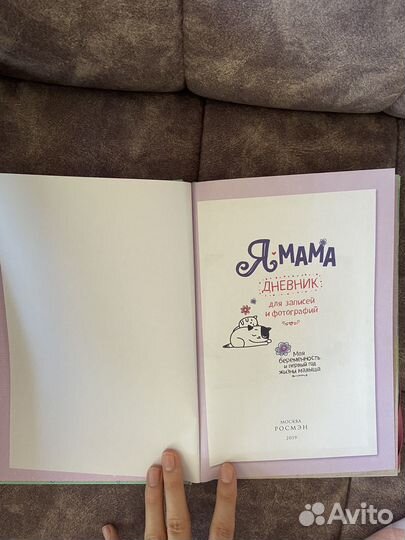 Я МАМА
ДНЕВНИК
для записей
и фотографий
Моя
беременность
и первый год
жизни малыша
МОСКВА
РОСМЭН
2019
Avito